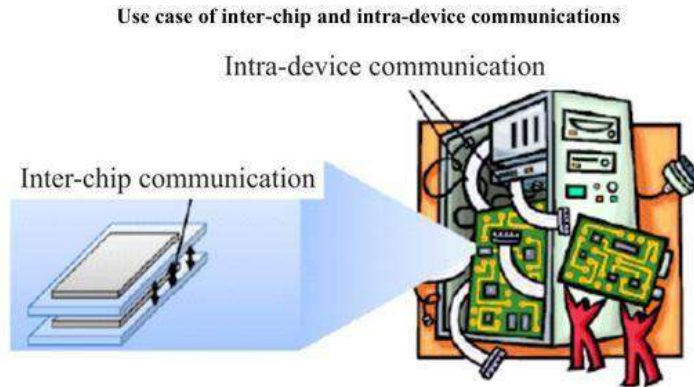 Use case of inter-chip and intra-device communications
Intra-device communication
Inter-chip communication